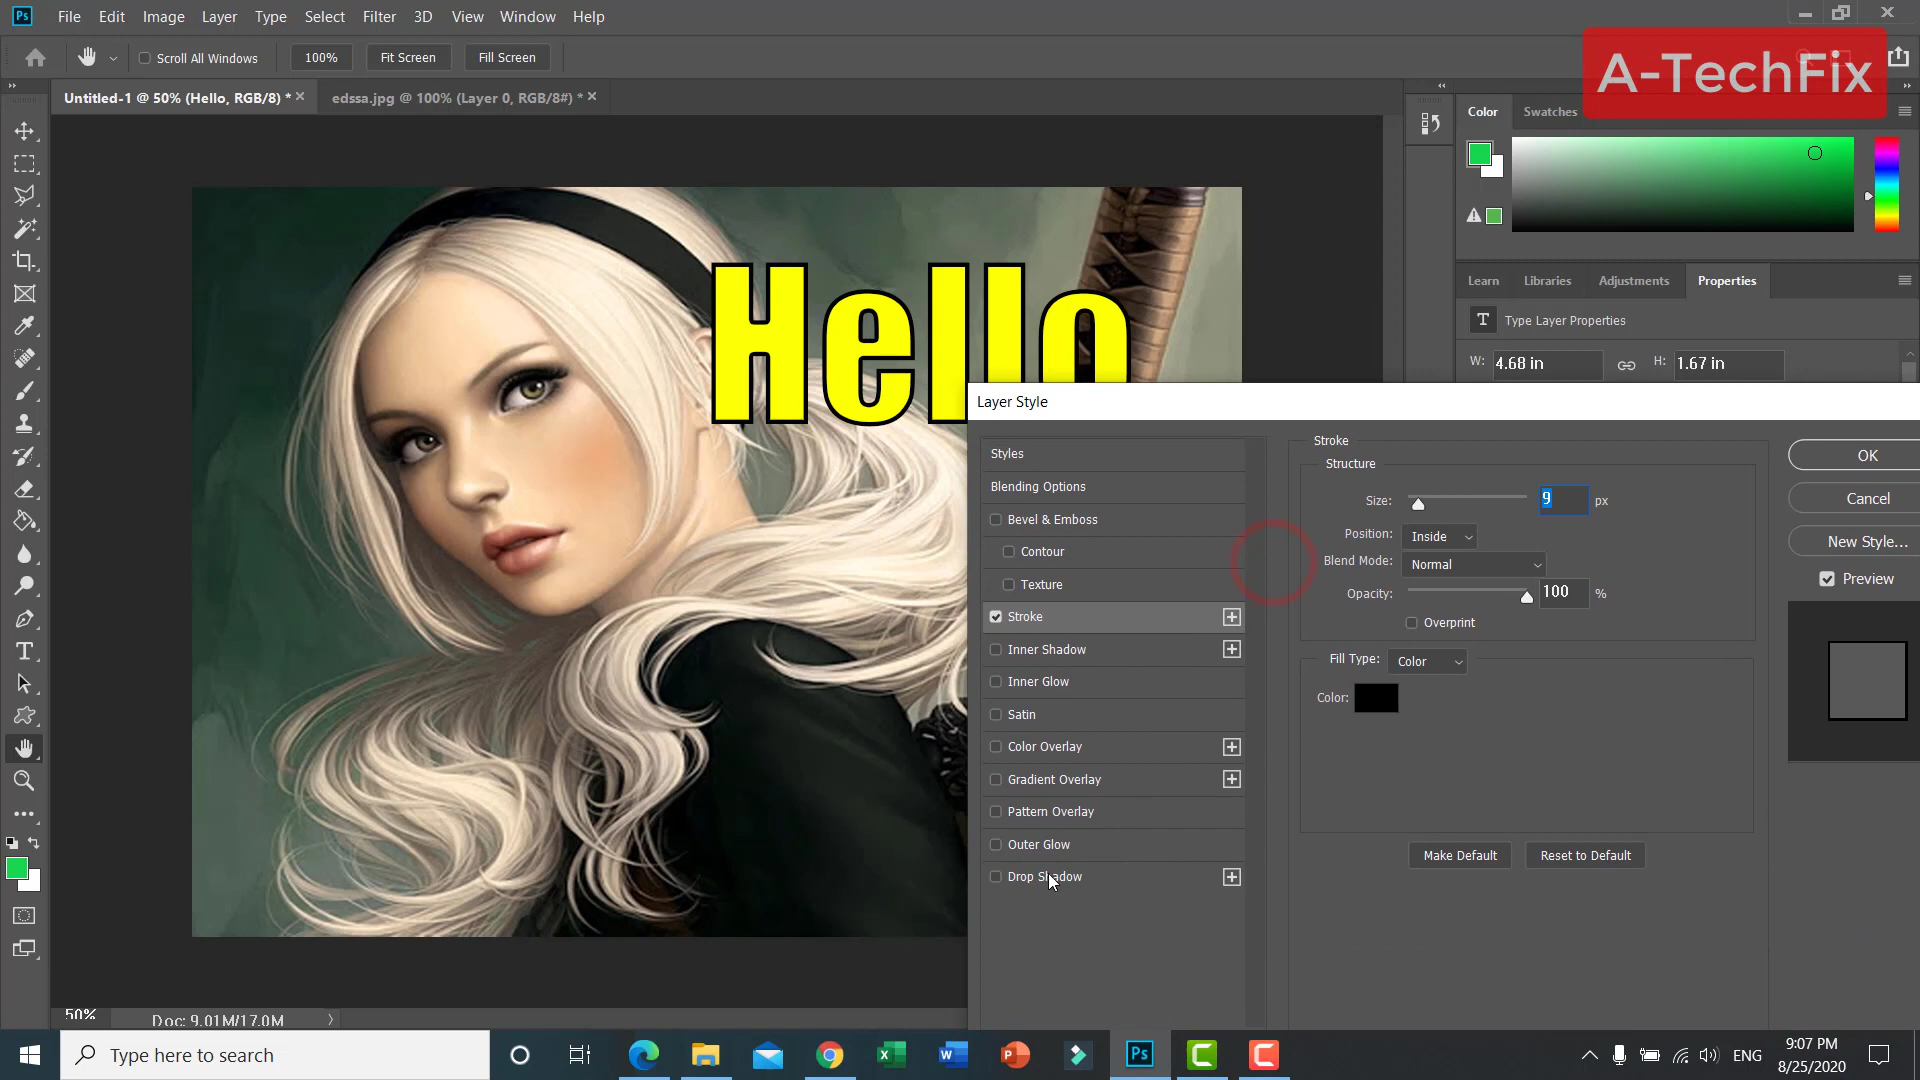 Ps File Edit Image Layer Type Select Filter 3D View Window Help
Scroll All Windows 100% Fit Screen Fill Screen
A-TechFix
Untitled-1 @ 50% (Hello, RGB/8) *
edssa.jpg @ 100% (Layer 0, RGB/8#) *
Color Swatches
Learn Libraries Adjustments Properties
T Type Layer Properties
W: 4.68 in H: 1.67 in
Hello
Layer Style
Styles
Blending Options
Bevel & Emboss
Contour
Texture
Stroke
Inner Shadow
Inner Glow
Satin
Color Overlay
Gradient Overlay
Pattern Overlay
Outer Glow
Drop Shadow
Stroke
Structure
Size: 9 px
Position: Inside
Blend Mode: Normal
Opacity: 100 %
Overprint
Fill Type: Color
Color:
Make Default Reset to Default
OK
Cancel
New Style...
Preview
50% Doc: 9.01M/17.0M
Type here to search
Ps
ENG
9:07 PM
8/25/2020